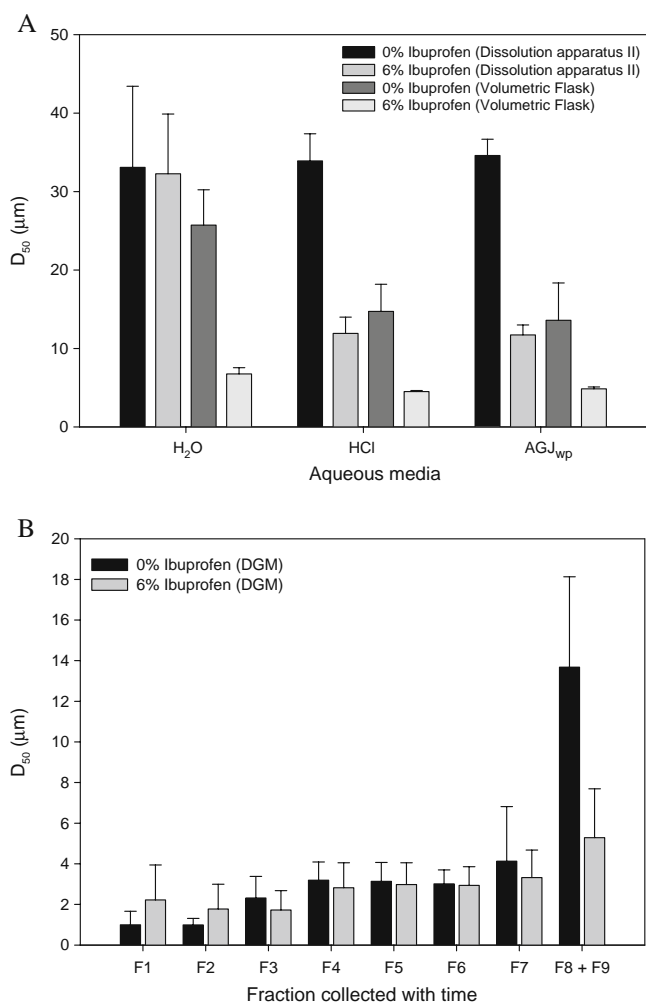 A
50
40
30
20
10
0
D50 (μm)
0% Ibuprofen (Dissolution apparatus II)
6% Ibuprofen (Dissolution apparatus II)
0% Ibuprofen (Volumetric Flask)
6% Ibuprofen (Volumetric Flask)
H2O HCl AGJwp
Aqueous media
B
20
18
16
14
12
10
8
6
4
2
0
D50 (μm)
0% Ibuprofen (DGM)
6% Ibuprofen (DGM)
F1 F2 F3 F4 F5 F6 F7 F8 + F9
Fraction collected with time